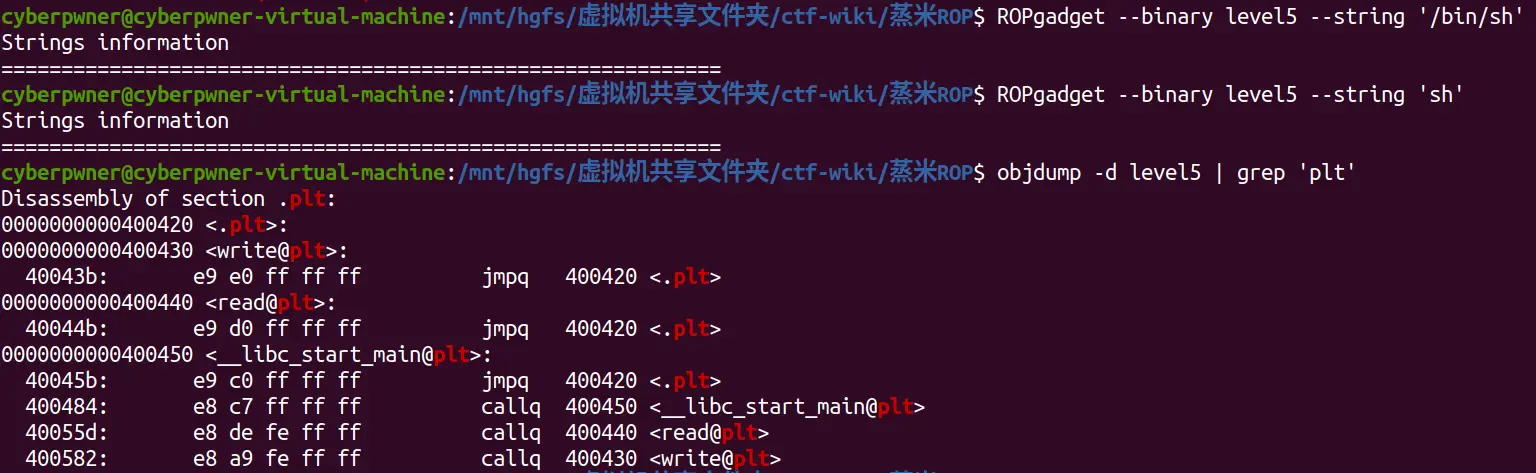 cyberpwner@cyberpwner-virtual-machine:/mnt/hgfs/虚拟机共享文件夹/ctf-wiki/蒸米ROP$ ROPgadget --binary level5 --string '/bin/sh'
Strings information
============================================================
cyberpwner@cyberpwner-virtual-machine:/mnt/hgfs/虚拟机共享文件夹/ctf-wiki/蒸米ROP$ ROPgadget --binary level5 --string 'sh'
Strings information
============================================================
cyberpwner@cyberpwner-virtual-machine:/mnt/hgfs/虚拟机共享文件夹/ctf-wiki/蒸米ROP$ objdump -d level5 | grep 'plt'
Disassembly of section .plt:
0000000000400420 <.plt>:
0000000000400430 <write@plt>:
  40043b:	e9 e0 ff ff ff	jmpq   400420 <.plt>
0000000000400440 <read@plt>:
  40044b:	e9 d0 ff ff ff	jmpq   400420 <.plt>
0000000000400450 <__libc_start_main@plt>:
  40045b:	e9 c0 ff ff ff	jmpq   400420 <.plt>
  400484:	e8 c7 ff ff ff	callq  400450 <__libc_start_main@plt>
  40055d:	e8 de fe ff ff	callq  400440 <read@plt>
  400582:	e8 a9 fe ff ff	callq  400430 <write@plt>